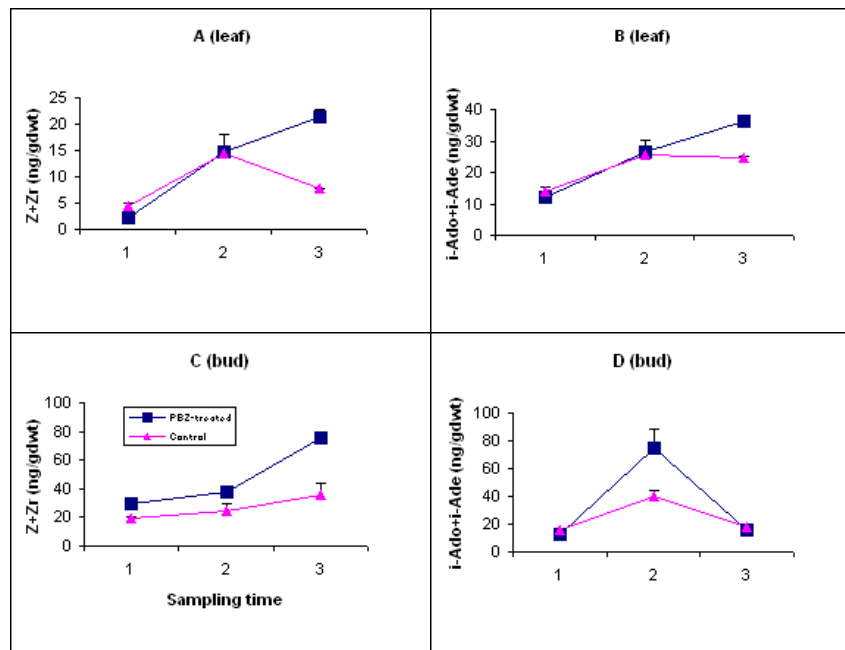 A (leaf)
Z+Zr (ng/gdwt)
25
20
15
10
5
0
1 2 3
B (leaf)
i-Ado+i-Ade (ng/gdwt)
40
30
20
10
0
1 2 3
C (bud)
Z+Zr (ng/gdwt)
100
80
60
40
20
0
PBZ-treated
Control
1 2 3
Sampling time
D (bud)
i-Ado+i-Ade (ng/gdwt)
100
80
60
40
20
0
1 2 3